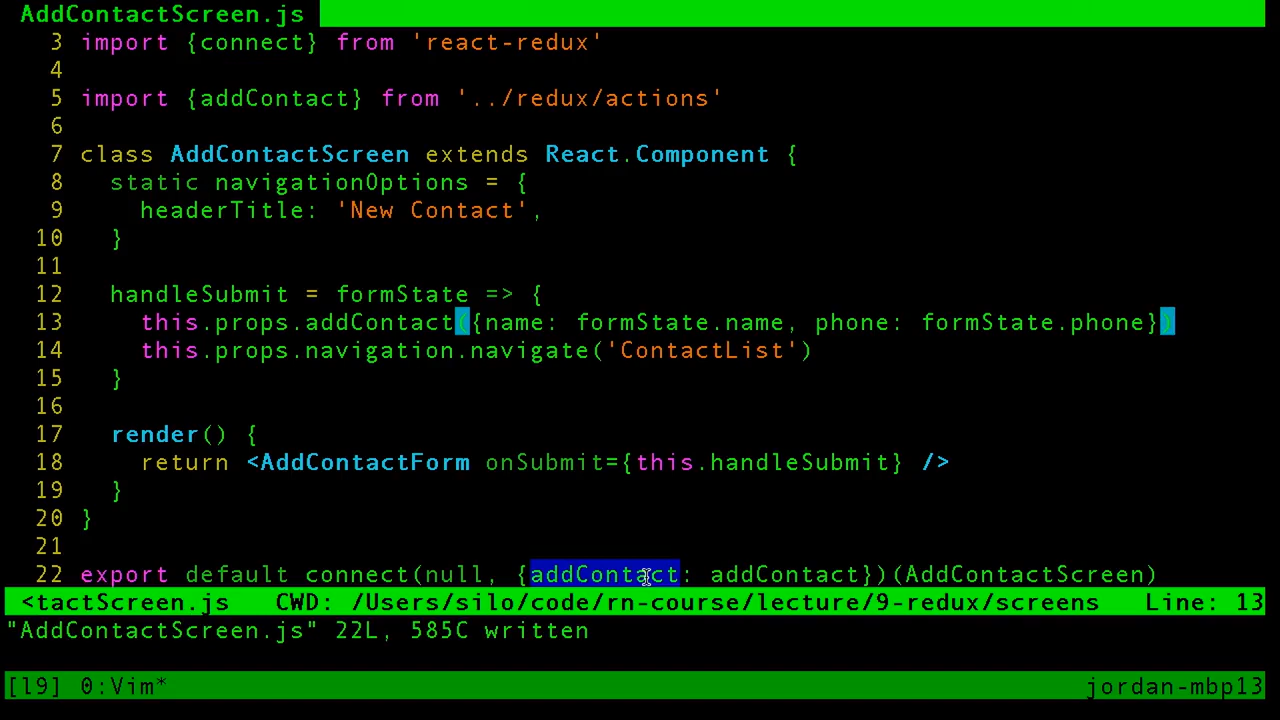 AddContactScreen.js
3 import {connect} from 'react-redux'
4
5 import {addContact} from '../redux/actions'
6
7 class AddContactScreen extends React.Component {
8   static navigationOptions = {
9     headerTitle: 'New Contact',
10   }
11
12   handleSubmit = formState => {
13     this.props.addContact({name: formState.name, phone: formState.phone})
14     this.props.navigation.navigate('ContactList')
15   }
16
17   render() {
18     return <AddContactForm onSubmit={this.handleSubmit} />
19   }
20 }
21
22 export default connect(null, {addContact: addContact})(AddContactScreen)
<tactScreen.js   CWD: /Users/silo/code/rn-course/lecture/9-redux/screens   Line: 13
"AddContactScreen.js" 22L, 585C written
[l9] 0:Vim* jordan-mbp13